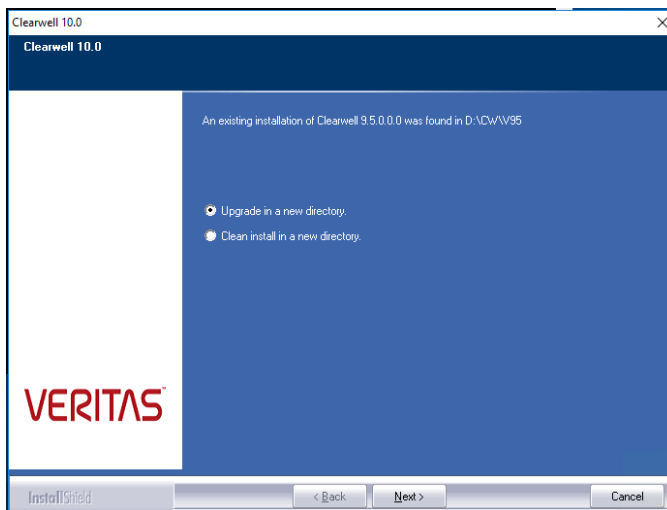 Clearwell 10.0
Clearwell 10.0
An existing installation of Clearwell 9.5.0.0.0 was found in D:\CW\V95
Upgrade in a new directory.
Clean install in a new directory.
VERITAS™
InstallShield
< Back
Next >
Cancel